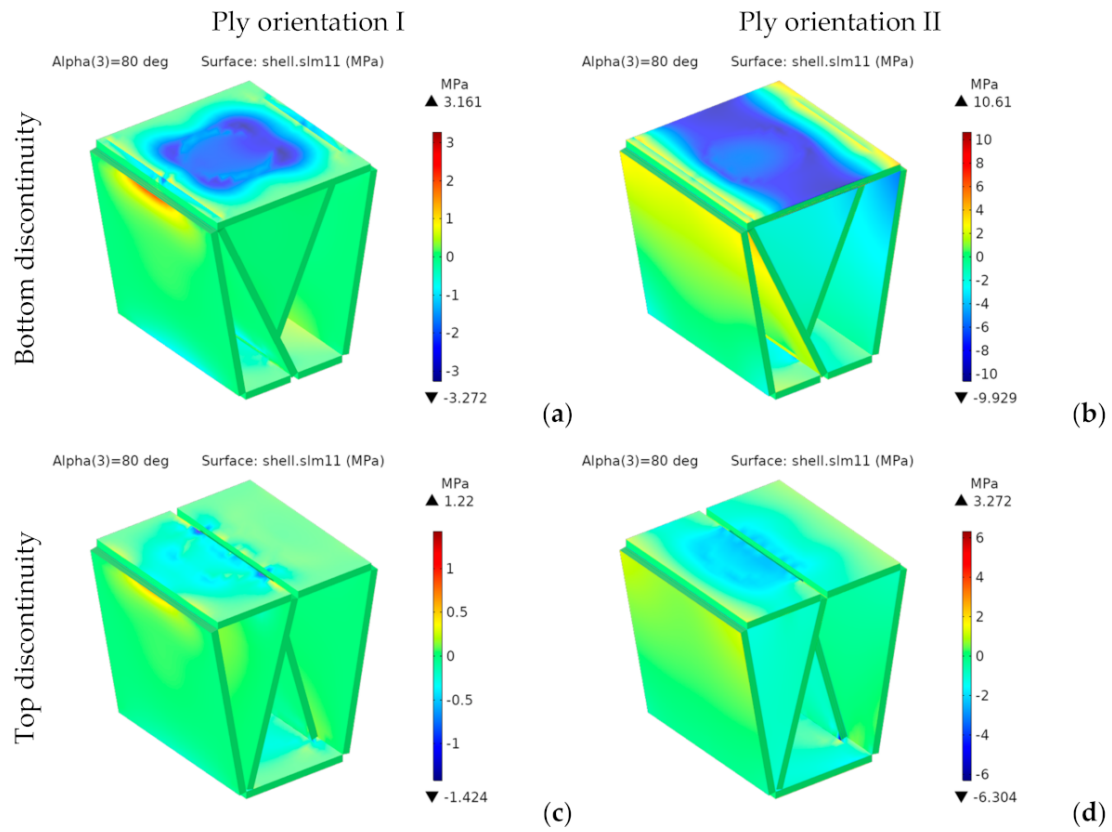 Ply orientation I
Ply orientation II
Bottom discontinuity
Alpha(3)=80 deg Surface: shell.slm11 (MPa)
MPa
▲ 3.161
3
2
1
0
-1
-2
-3
▼ -3.272
(a)
Alpha(3)=80 deg Surface: shell.slm11 (MPa)
MPa
▲ 10.61
10
8
6
4
2
0
-2
-4
-6
-8
-10
▼ -9.929
(b)
Top discontinuity
Alpha(3)=80 deg Surface: shell.slm11 (MPa)
MPa
▲ 1.22
1
0.5
0
-0.5
-1
▼ -1.424
(c)
Alpha(3)=80 deg Surface: shell.slm11 (MPa)
MPa
▲ 3.272
6
4
2
0
-2
-4
-6
▼ -6.304
(d)